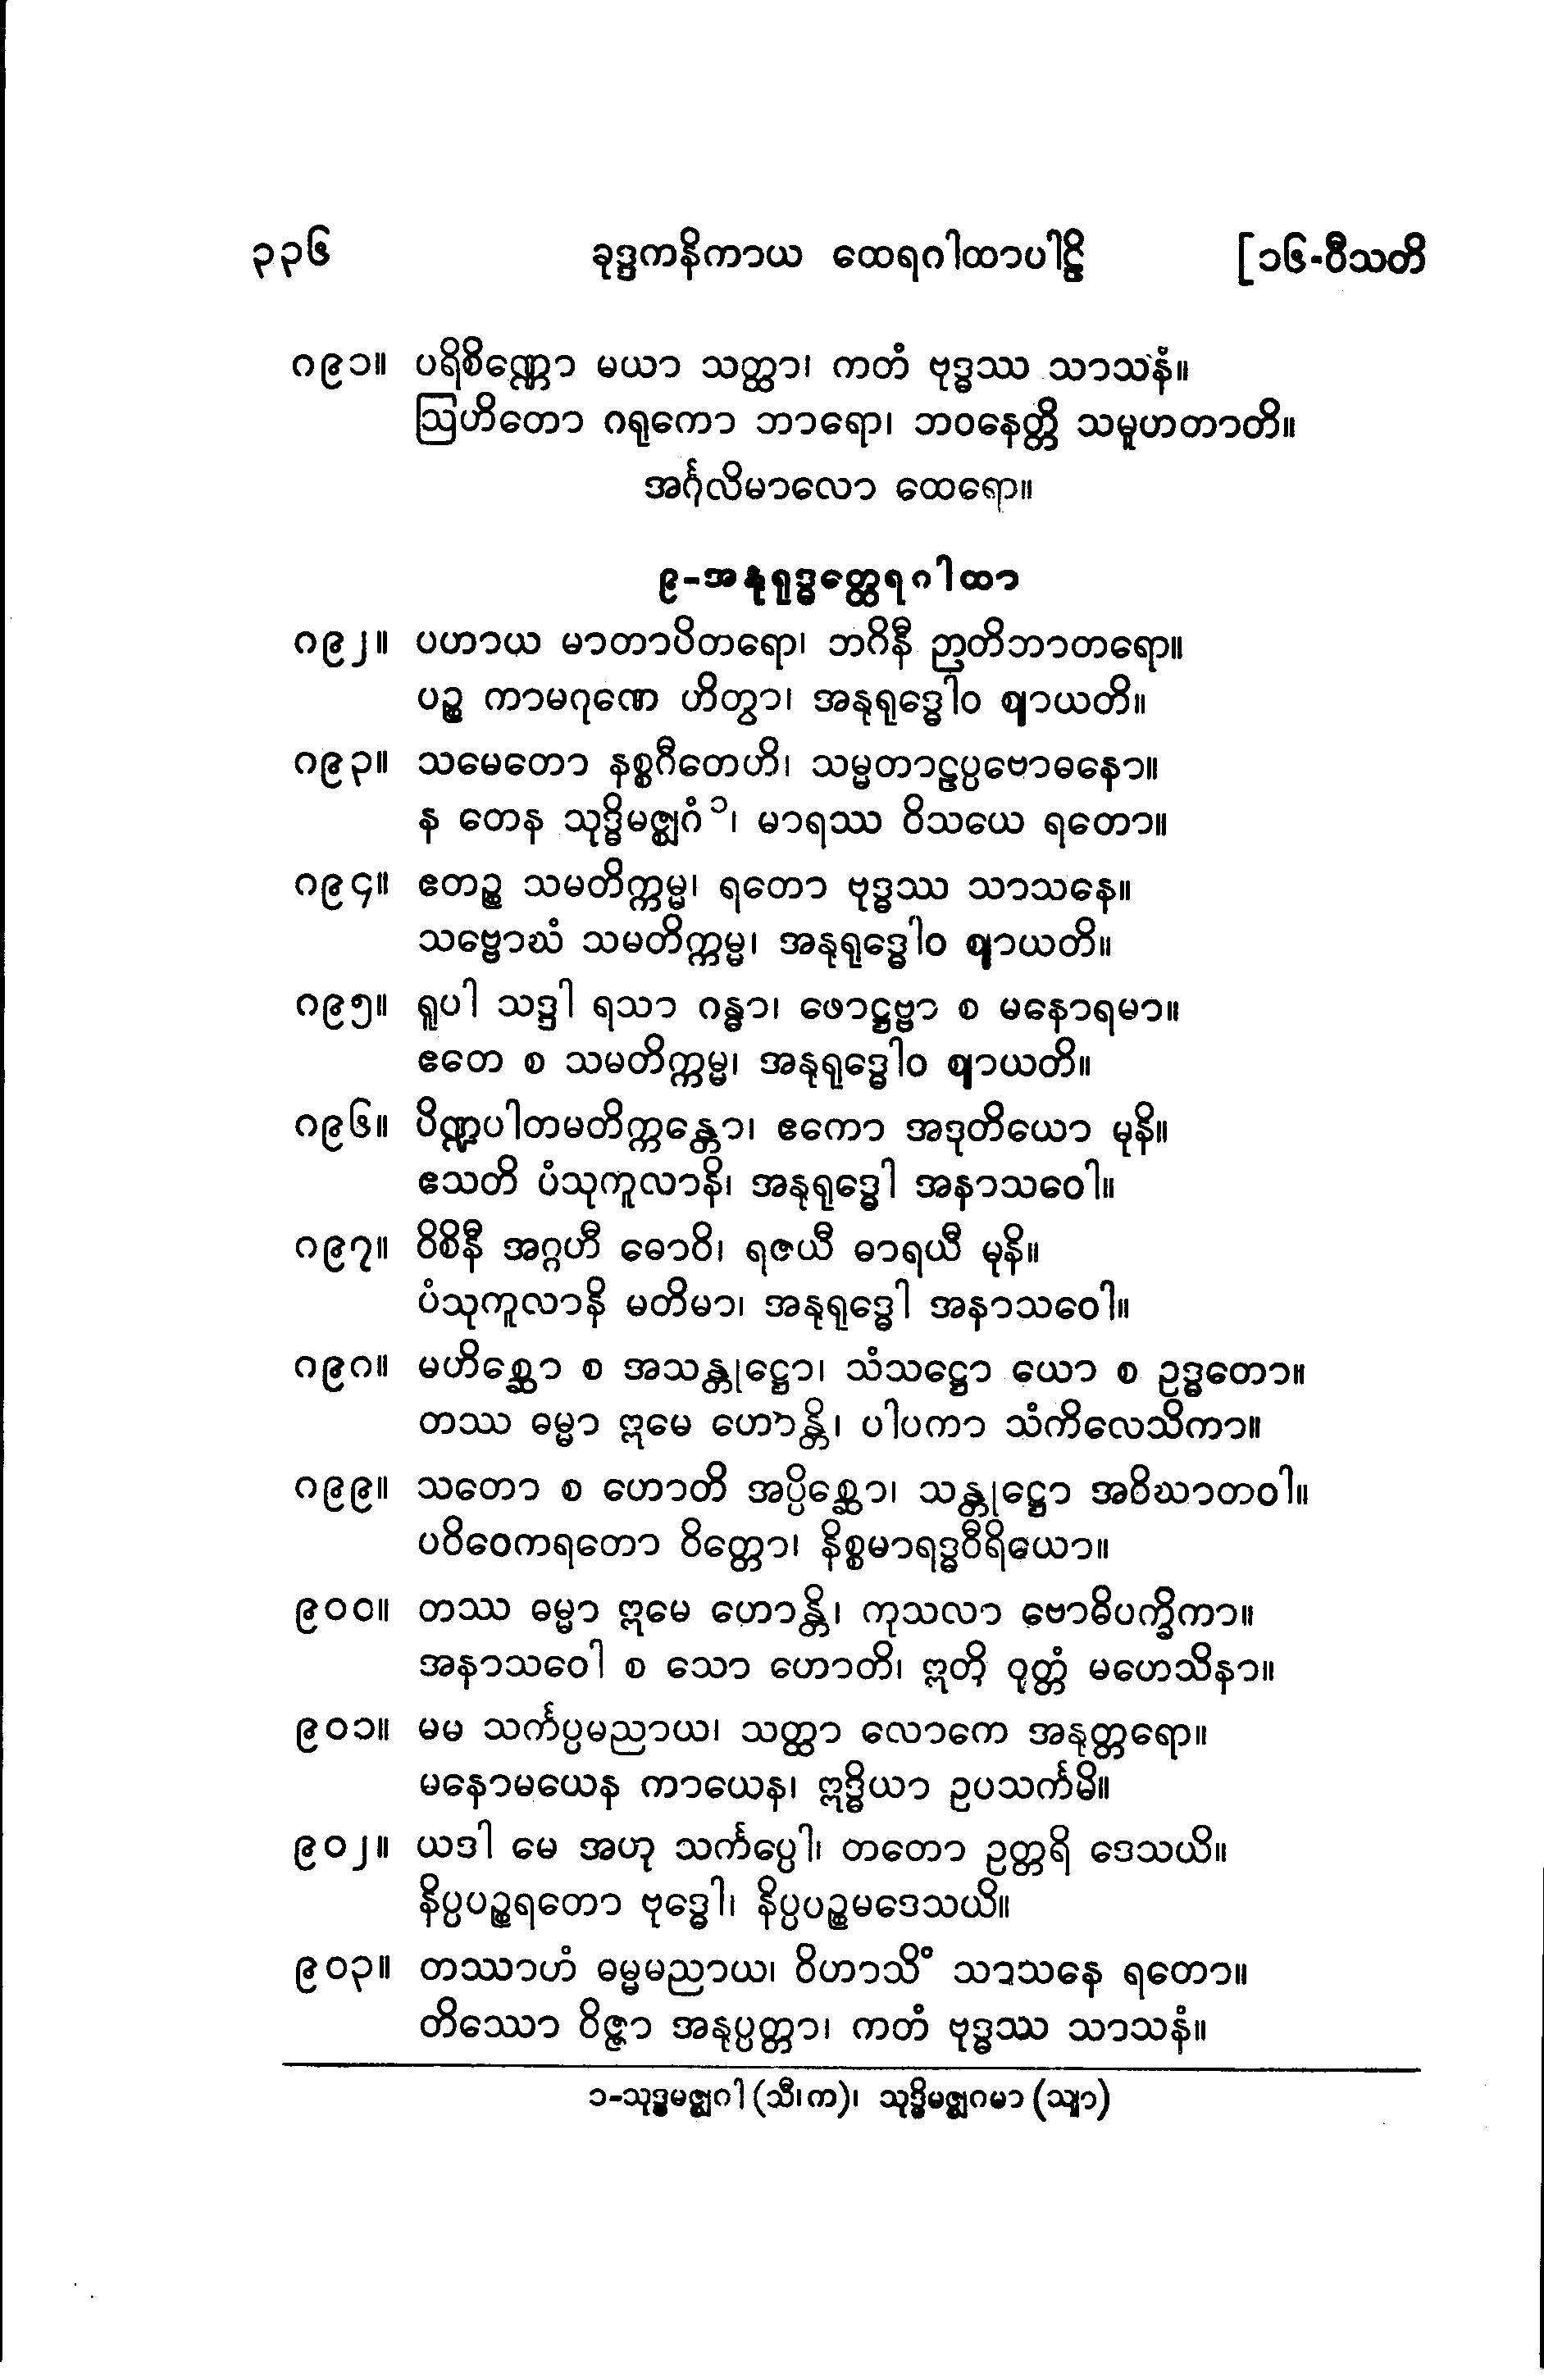 ၃၃၆ ခုဒ္ဒကနိကာယ ထေရဂါထာပါဠိ [၁၆-ဝီသတိ
၈၉၁။ ပရိစိဏ္ဏော မယာ သတ္ထာ၊ ကတံ ဗုဒ္ဓဿ သာသနံ။
ဩဟိတော ဂရုကော ဘာရော၊ ဘဝနေတ္တိ သမူဟတာတိ။
အင်္ဂုလိမာလော ထေရော။
၉-အနုရုဒ္ဓတ္ထေရဂါထာ
၈၉၂။ ပဟာယ မာတာပိတရော၊ ဘဂိနီ ဉာတိဘာတရော။
ပဉ္စ ကာမဂုဏေ ဟိတွာ၊ အနုရုဒ္ဓေါဝ ဈာယတိ။
၈၉၃။ သမေတော နစ္စဂီတေဟိ၊ သမ္မတာဠပ္ပဗောဓနော။
န တေန သုဒ္ဓိမဇ္ဈဂံ ၁၊ မာရဿ ဝိသယေ ရတော။
၈၉၄။ ဧတဉ္စ သမတိက္ကမ္မ၊ ရတော ဗုဒ္ဓဿ သာသနေ။
သဗ္ဗောဃံ သမတိက္ကမ္မ၊ အနုရုဒ္ဓေါဝ ဈာယတိ။
၈၉၅။ ရူပါ သဒ္ဒါ ရသာ ဂန္ဓာ၊ ဖောဋ္ဌဗ္ဗာ စ မနောရမာ။
ဧတေ စ သမတိက္ကမ္မ၊ အနုရုဒ္ဓေါဝ ဈာယတိ။
၈၉၆။ ပိဏ္ဍပါတမတိက္ကန္တော၊ ဧကော အဒုတိယော မုနိ။
ဧသတိ ပံသုကူလာနိ၊ အနုရုဒ္ဓေါ အနာသဝေါ။
၈၉၇။ ဝိစိနီ အဂ္ဂဟီ ဓောဝိ၊ ရဇယီ ဓာရယီ မုနိ။
ပံသုကူလာနိ မတိမာ၊ အနုရုဒ္ဓေါ အနာသဝေါ။
၈၉၈။ မဟိစ္ဆော စ အသန္တုဋ္ဌော၊ သံသဋ္ဌော ယော စ ဥဒ္ဓတော။
တဿ ဓမ္မာ ဣမေ ဟောန္တိ၊ ပါပကာ သံကိလေသိကာ။
၈၉၉။ သတော စ ဟောတိ အပ္ပိစ္ဆော၊ သန္တုဋ္ဌော အဝိဃာတဝါ။
ပဝိဝေကရတော ဝိတ္တော၊ နိစ္စမာရဒ္ဓဝီရိယော။
၉၀၀။ တဿ ဓမ္မာ ဣမေ ဟောန္တိ၊ ကုသလာ ဗောဓိပက္ခိကာ။
အနာသဝေါ စ သော ဟောတိ၊ ဣတိ ဝုတ္တံ မဟေသိနာ။
၉၀၁။ မမ သင်္ကပ္ပမညာယ၊ သတ္ထာ လောကေ အနုတ္တရော။
မနောမယေန ကာယေန၊ ဣဒ္ဓိယာ ဥပသင်္ကမိ။
၉၀၂။ ယဒါ မေ အဟု သင်္ကပ္ပေါ၊ တတော ဥတ္တရိ ဒေသယိ။
နိပ္ပပဉ္စရတော ဗုဒ္ဓေါ၊ နိပ္ပပဉ္စမဒေသယိ။
၉၀၃။ တဿာဟံ ဓမ္မမညာယ၊ ဝိဟာသိံ သာသနေ ရတော။
တိဿော ဝိဇ္ဇာ အနုပ္ပတ္တာ၊ ကတံ ဗုဒ္ဓဿ သာသနံ။
၁-သုဒ္ဓမဇ္ဈဂါ (သီ၊က)၊ သုဒ္ဓိမဇ္ဈဂမာ (သျာ)